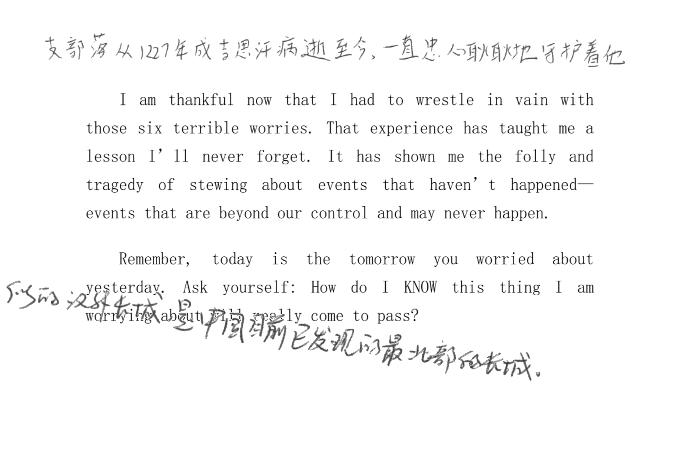 支部落从1227年成吉思汗病逝至今,一直忠心耿耿地守护着他
I am thankful now that I had to wrestle in vain with
those six terrible worries. That experience has taught me a
lesson I'll never forget. It has shown me the folly and
tragedy of stewing about events that haven't happened—
events that are beyond our control and may never happen.
Remember, today is the tomorrow you worried about
yesterday. Ask yourself: How do I KNOW this thing I am
worrying about will really come to pass?
的汉外长城是中国目前已发现的最北部的长城.